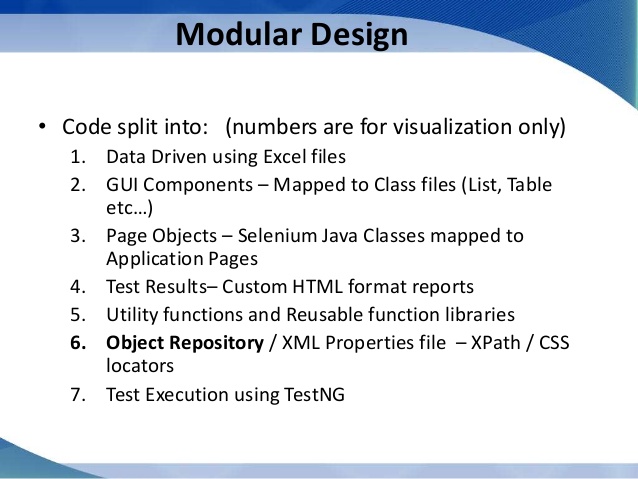 Modular Design
• Code split into: (numbers are for visualization only)
1. Data Driven using Excel files
2. GUI Components – Mapped to Class files (List, Table
etc…)
3. Page Objects – Selenium Java Classes mapped to
Application Pages
4. Test Results– Custom HTML format reports
5. Utility functions and Reusable function libraries
6. Object Repository / XML Properties file – XPath / CSS
locators
7. Test Execution using TestNG